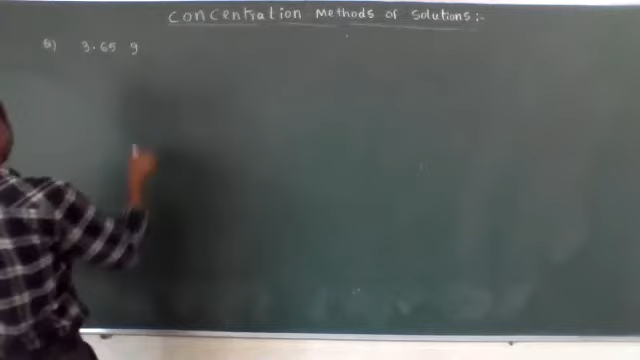 Concentration Methods of Solutions:-
Q) 3.65 g